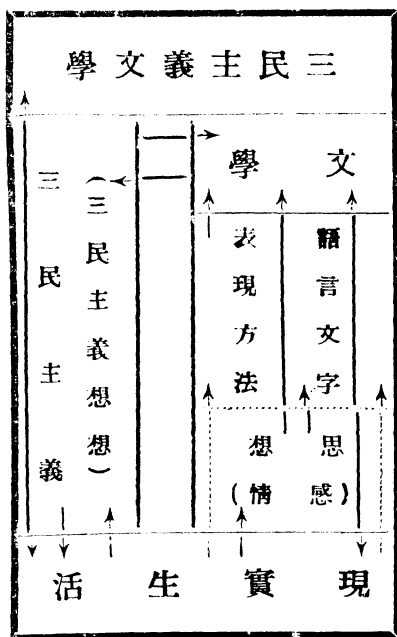 三民主義文學
文學
語言文字
表現方法
思想
（感情）
（三民主義思想）
三民主義
現實生活